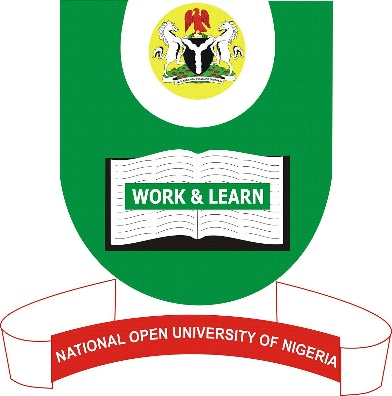 WORK & LEARN
NATIONAL OPEN UNIVERSITY OF NIGERIA